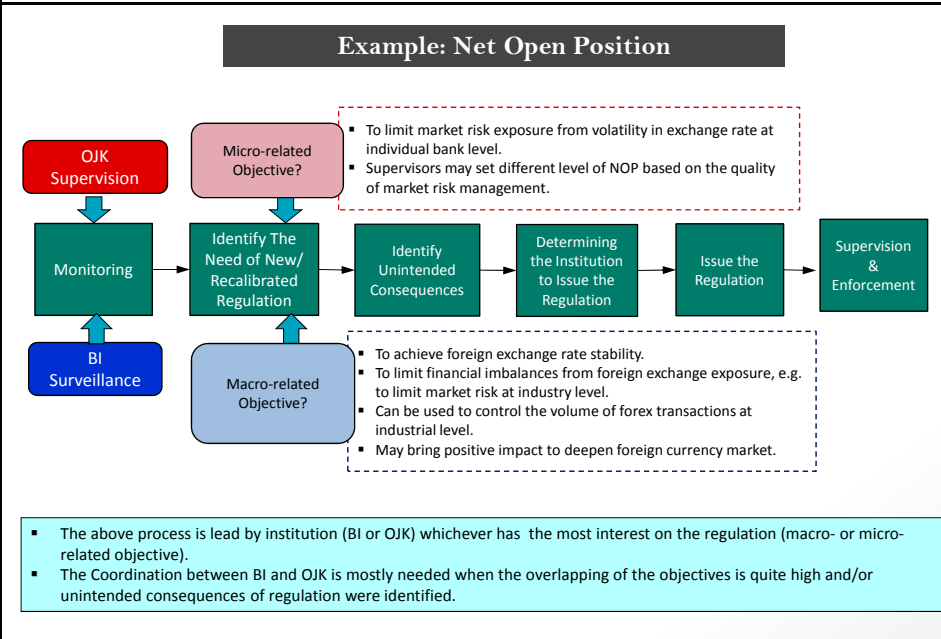 Example: Net Open Position
OJK
Supervision
Micro-related
Objective?
▪ To limit market risk exposure from volatility in exchange rate at
individual bank level.
▪ Supervisors may set different level of NOP based on the quality
of market risk management.
Monitoring
Identify The
Need of New/
Recalibrated
Regulation
Identify
Unintended
Consequences
Determining
the Institution
to Issue the
Regulation
Issue the
Regulation
Supervision
&
Enforcement
BI
Surveillance
Macro-related
Objective?
▪ To achieve foreign exchange rate stability.
▪ To limit financial imbalances from foreign exchange exposure, e.g.
to limit market risk at industry level.
▪ Can be used to control the volume of forex transactions at
industrial level.
▪ May bring positive impact to deepen foreign currency market.
▪ The above process is lead by institution (BI or OJK) whichever has the most interest on the regulation (macro- or micro-
related objective).
▪ The Coordination between BI and OJK is mostly needed when the overlapping of the objectives is quite high and/or
unintended consequences of regulation were identified.